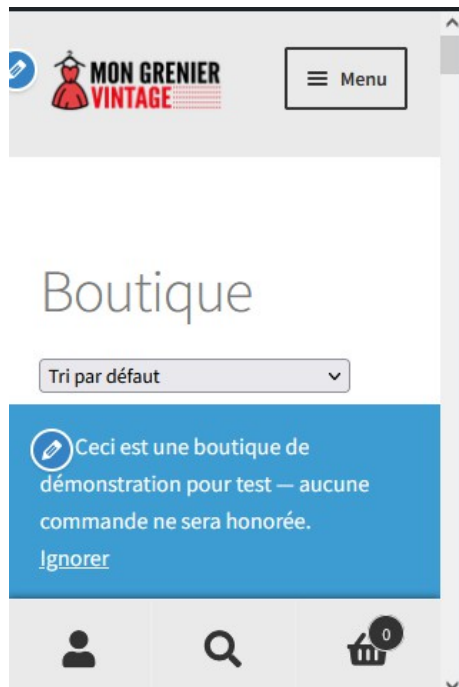 MON GRENIER
VINTAGE
Menu
Boutique
Tri par défaut
Ceci est une boutique de
démonstration pour test — aucune
commande ne sera honorée.
Ignorer
0